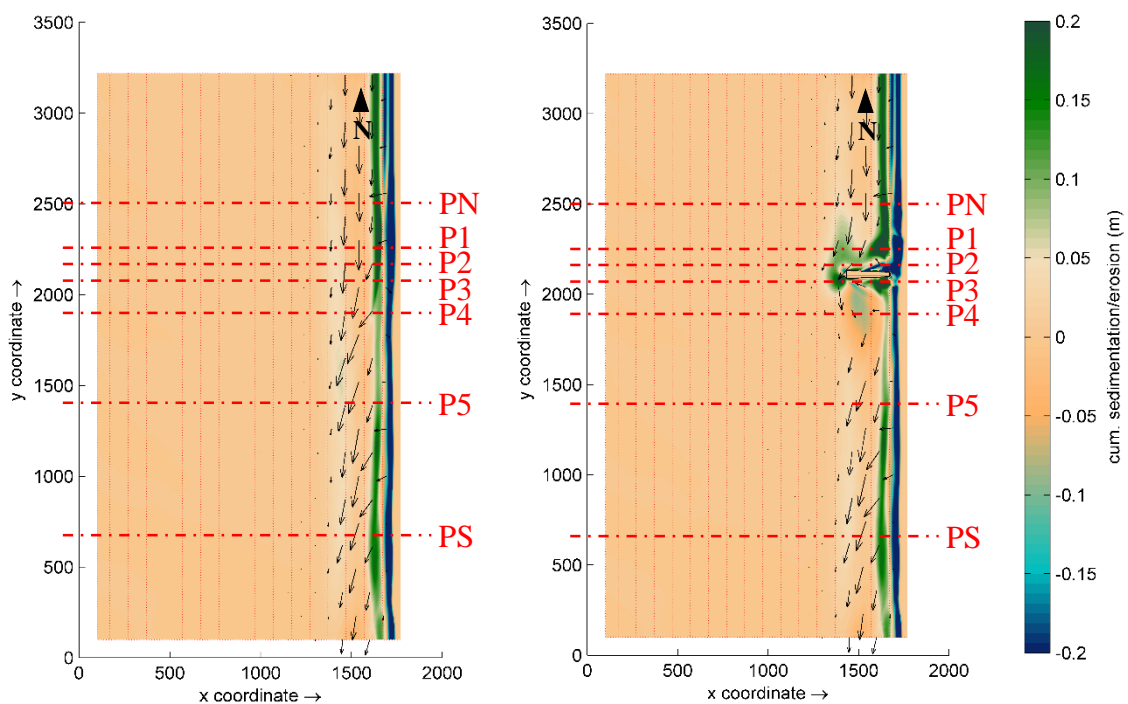 3500
3000
2500
2000
1500
1000
500
0
y coordinate →
0
500
1000
1500
2000
x coordinate →
N
PN
P1
P2
P3
P4
P5
PS
3500
3000
2500
2000
1500
1000
500
0
y coordinate →
0
500
1000
1500
2000
x coordinate →
N
PN
P1
P2
P3
P4
P5
PS
0.2
0.15
0.1
0.05
0
-0.05
-0.1
-0.15
-0.2
cum. sedimentation/erosion (m)